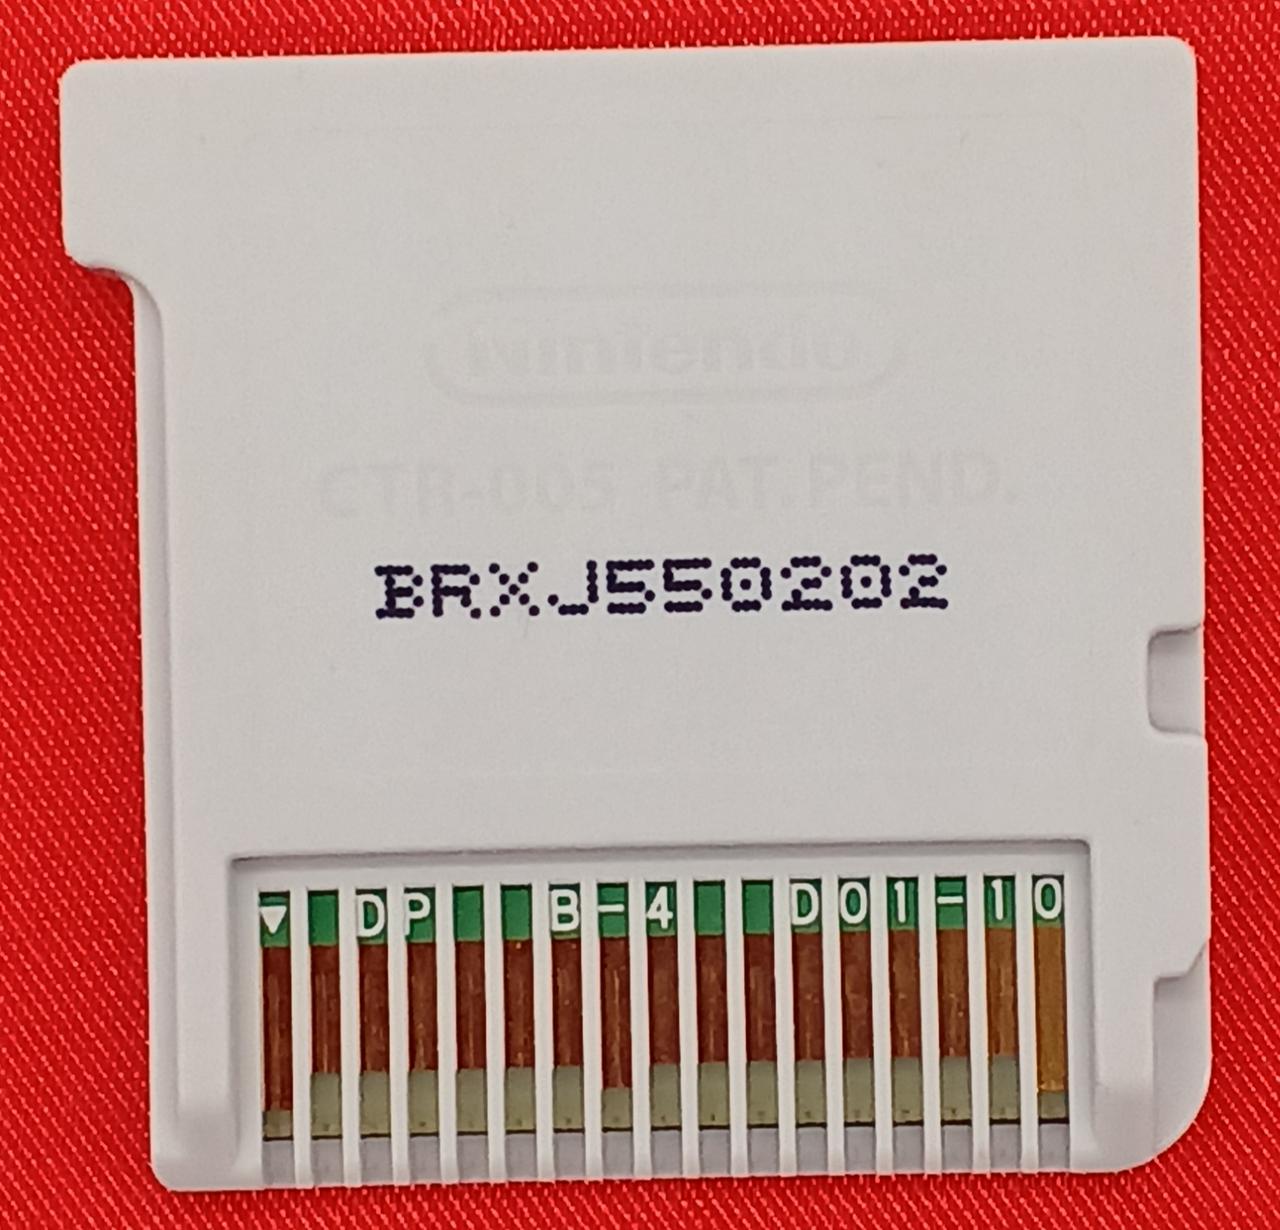 Nintendo
CTR-005 PAT.PEND.
BRXJ550202
▼ DP B-4 D01-10